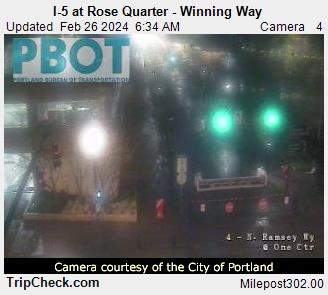 I-5 at Rose Quarter - Winning Way
Updated Feb 26 2024 6:34 AM Camera 4
PBOT
PORTLAND BUREAU OF TRANSPORTATION
4 - N. Ramsey Wy
@ One Ctr
Camera courtesy of the City of Portland
TripCheck.com Milepost302.00